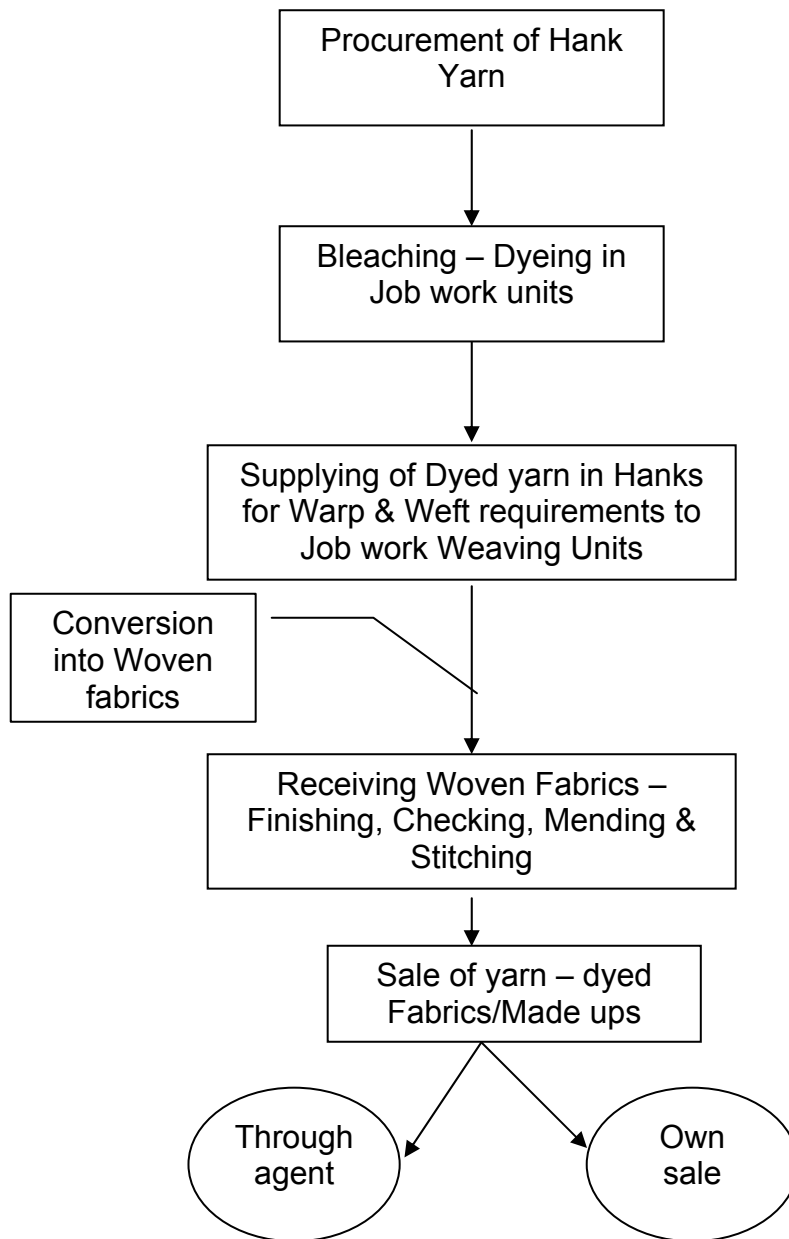 Procurement of Hank
Yarn
Bleaching – Dyeing in
Job work units
Supplying of Dyed yarn in Hanks
for Warp & Weft requirements to
Job work Weaving Units
Conversion
into Woven
fabrics
Receiving Woven Fabrics –
Finishing, Checking, Mending &
Stitching
Sale of yarn – dyed
Fabrics/Made ups
Through
agent
Own
sale